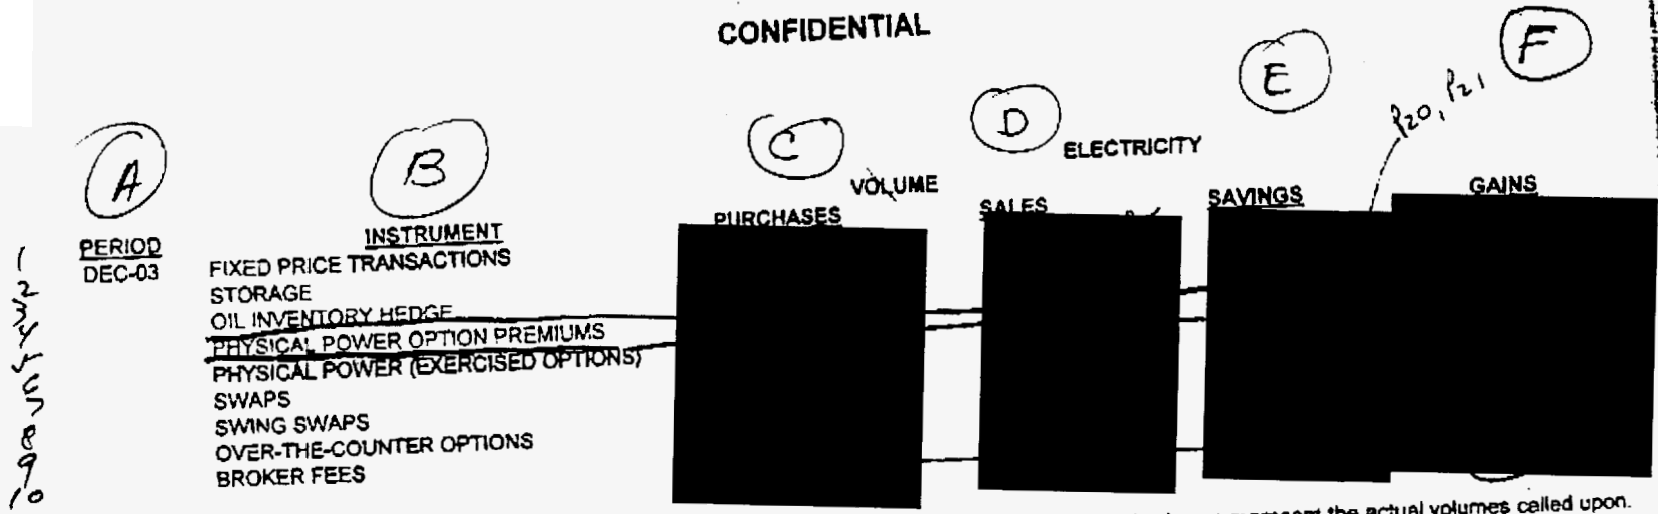 CONFIDENTIAL
A B C D E F
P20, P21
ELECTRICITY
VOLUME
PERIOD INSTRUMENT PURCHASES SALES SAVINGS GAINS
1 DEC-03 FIXED PRICE TRANSACTIONS
2 STORAGE
3 OIL INVENTORY HEDGE
4 PHYSICAL POWER OPTION PREMIUMS
5 PHYSICAL POWER (EXERCISED OPTIONS)
6 SWAPS
7 SWING SWAPS
8 OVER-THE-COUNTER OPTIONS
9 BROKER FEES
10
the actual volumes called upon.